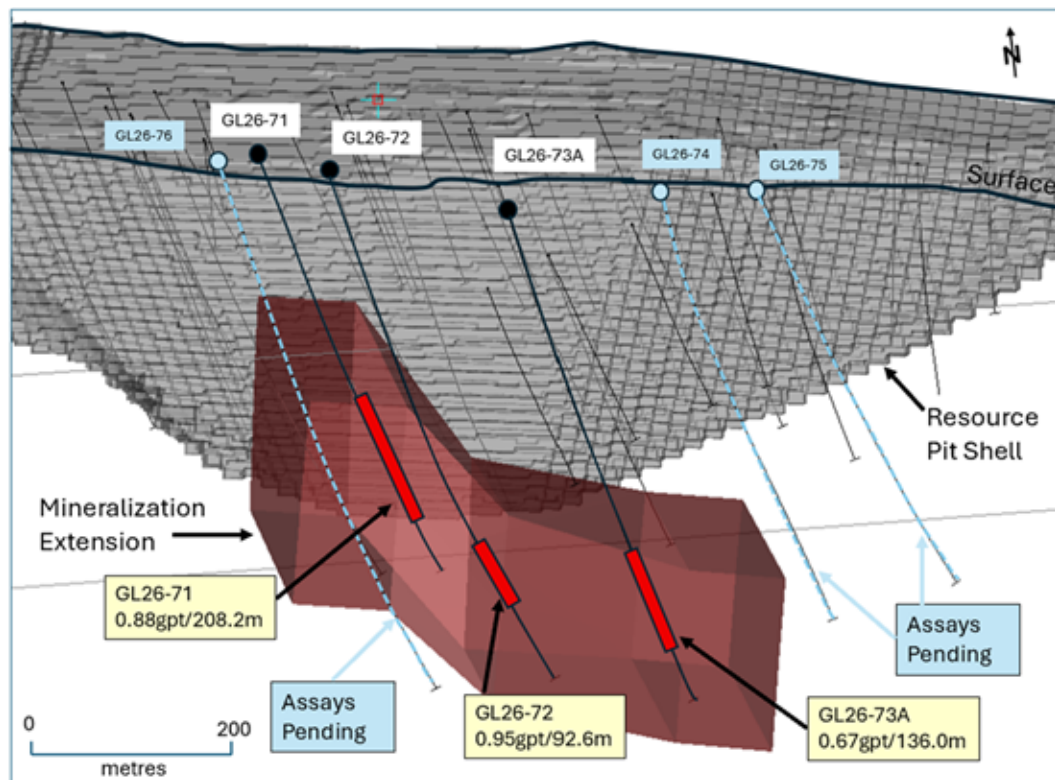 N
GL26-76
GL26-71
GL26-72
GL26-73A
GL26-74
GL26-75
Surface
Resource
Pit Shell
Mineralization
Extension
GL26-71
0.88gpt/208.2m
Assays
Pending
Assays
Pending
GL26-72
0.95gpt/92.6m
GL26-73A
0.67gpt/136.0m
0
200
metres